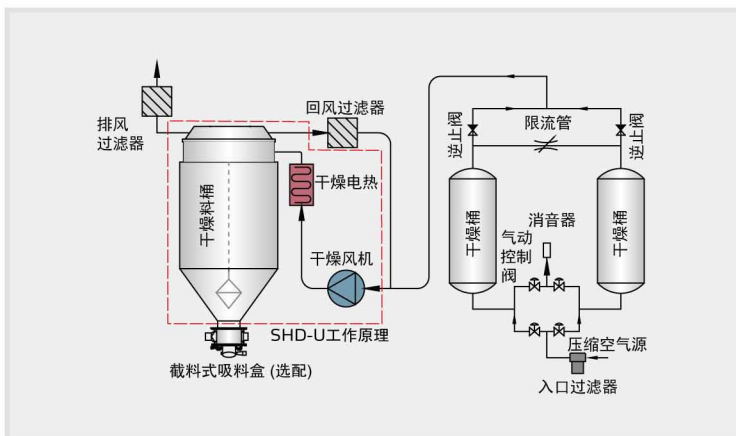 排风
过滤器
回风过滤器
干燥料桶
干燥电热
干燥风机
SHD-U工作原理
截料式吸料盒 (选配)
逆止阀
限流管
逆止阀
干燥桶
消音器
气动
控制
阀
干燥桶
压缩空气源
入口过滤器